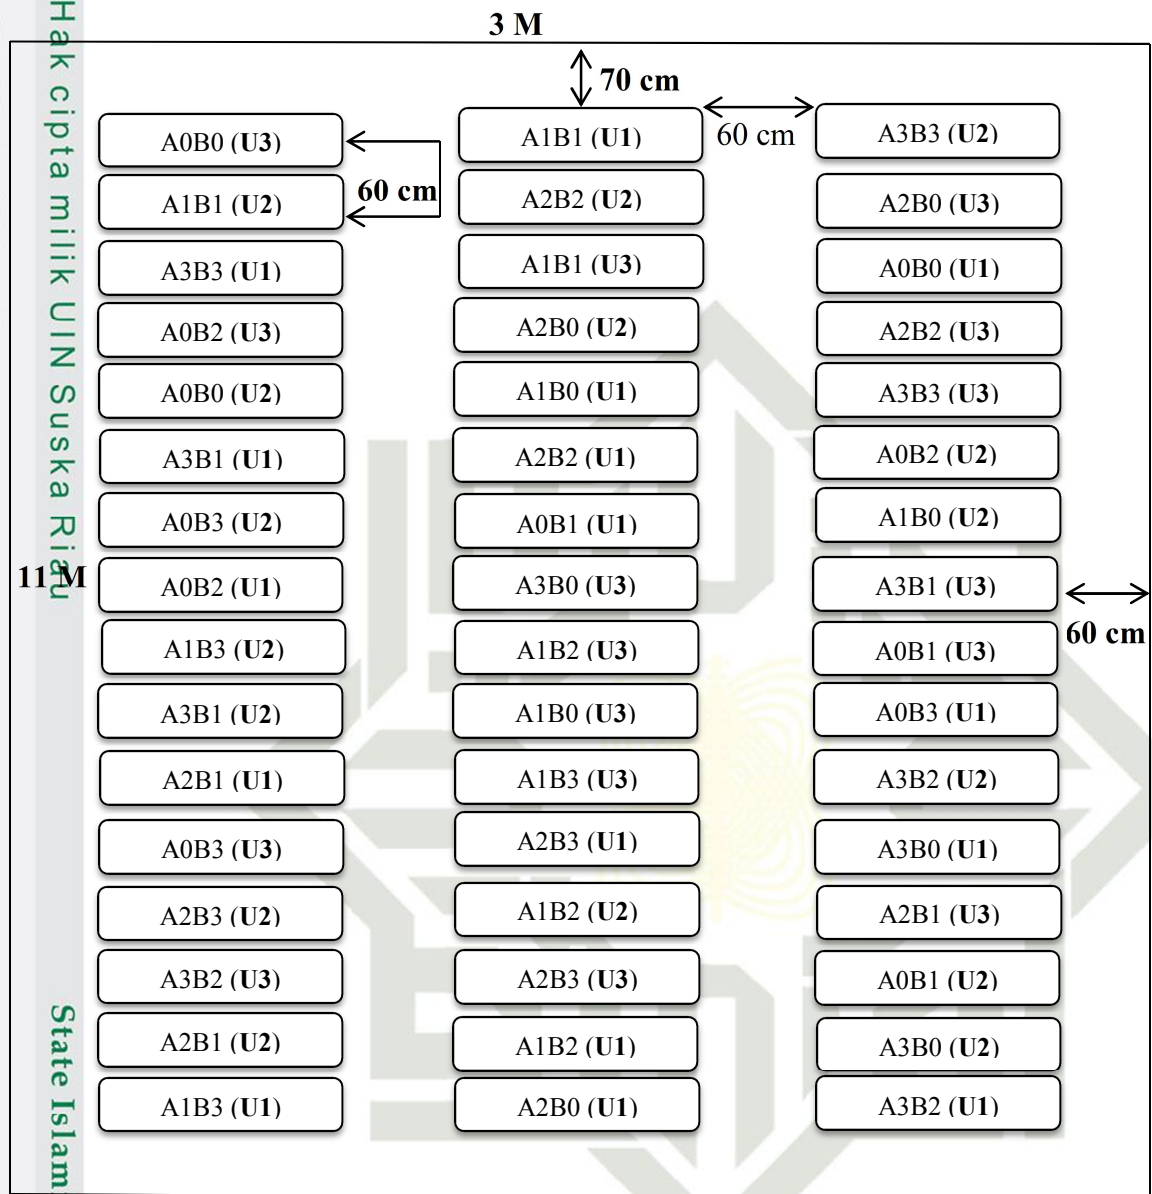 Hak cipta milik UIN Suska Riau
State Islam
3 M
70 cm
60 cm
60 cm
11 M
60 cm
A0B0 (U3)
A1B1 (U2)
A3B3 (U1)
A0B2 (U3)
A0B0 (U2)
A3B1 (U1)
A0B3 (U2)
A0B2 (U1)
A1B3 (U2)
A3B1 (U2)
A2B1 (U1)
A0B3 (U3)
A2B3 (U2)
A3B2 (U3)
A2B1 (U2)
A1B3 (U1)
A1B1 (U1)
A2B2 (U2)
A1B1 (U3)
A2B0 (U2)
A1B0 (U1)
A2B2 (U1)
A0B1 (U1)
A3B0 (U3)
A1B2 (U3)
A1B0 (U3)
A1B3 (U3)
A2B3 (U1)
A1B2 (U2)
A2B3 (U3)
A1B2 (U1)
A2B0 (U1)
A3B3 (U2)
A2B0 (U3)
A0B0 (U1)
A2B2 (U3)
A3B3 (U3)
A0B2 (U2)
A1B0 (U2)
A3B1 (U3)
A0B1 (U3)
A0B3 (U1)
A3B2 (U2)
A3B0 (U1)
A2B1 (U3)
A0B1 (U2)
A3B0 (U2)
A3B2 (U1)